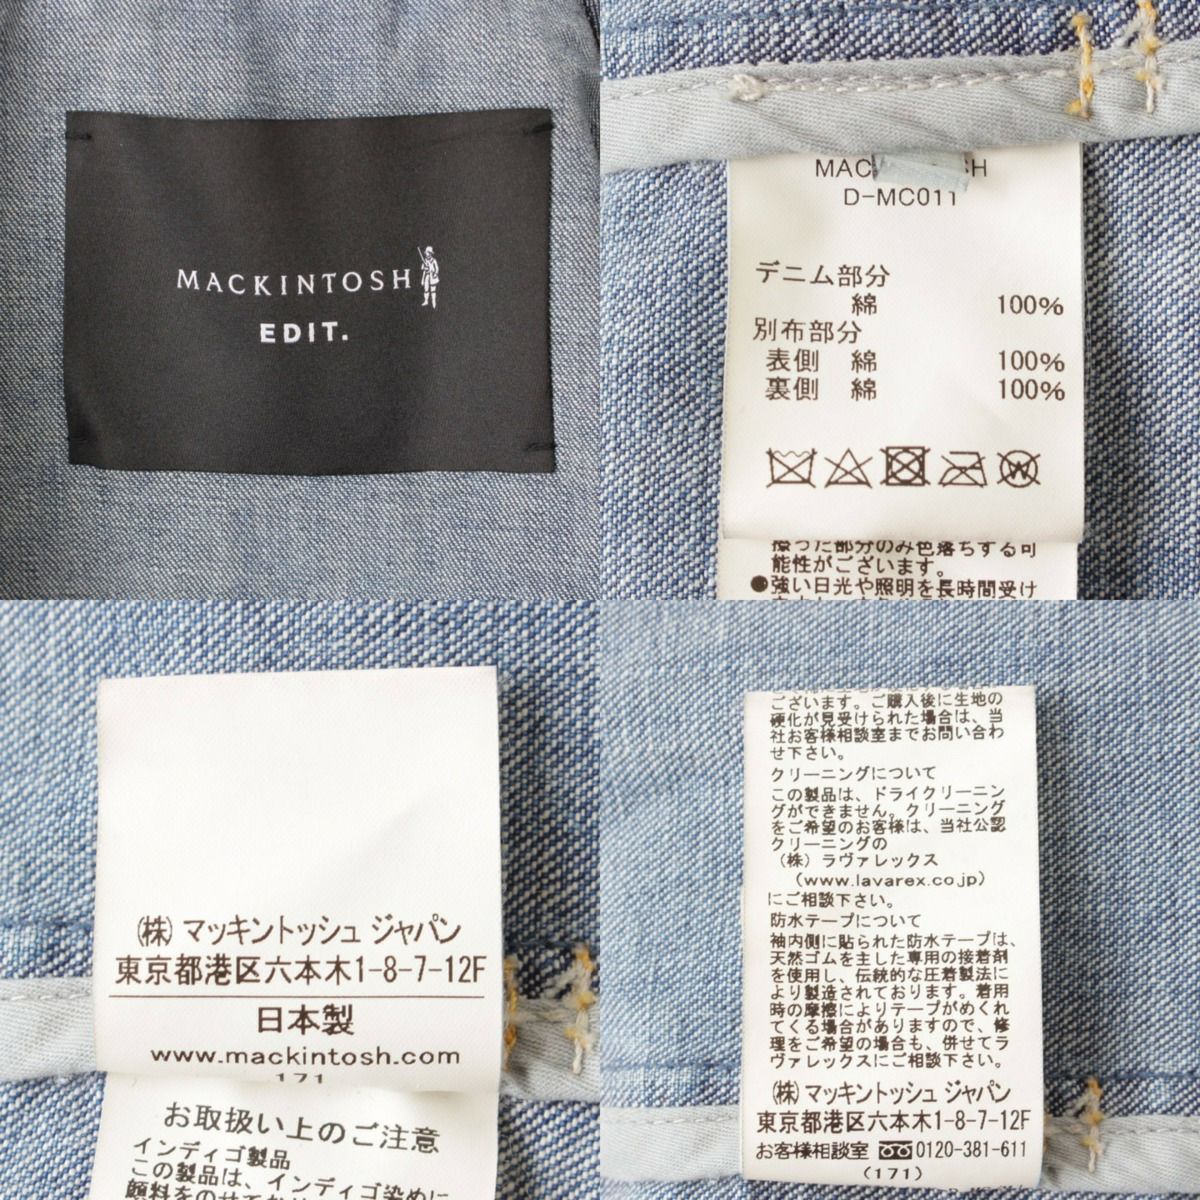 MACKINTOSH
EDIT.
D-MC011
デニム部分
綿 100%
別布部分
表側 綿 100%
裏側 綿 100%
擦った部分のみ色落ちする可
能性がございます。
●強い日光や照明を長時間受け
(株) マッキントッシュ ジャパン
東京都港区六本木1-8-7-12F
日本製
www.mackintosh.com
171
お取扱い上のご注意
インディゴ製品
この製品は、インディゴ染めに
顔料をのせて
ございます。ご購入後に生地の
硬化が見受けられた場合は、当
社お客様相談室までお問い合わ
せ下さい。
クリーニングについて
この製品は、ドライクリーニン
グができません。クリーニング
をご希望のお客様は、当社公認
クリーニングの
(株) ラヴァレックス
(www.lavarex.co.jp)
にご相談下さい。
防水テープについて
袖内側に貼られた防水テープは、
天然ゴムを主した専用の接着剤
を使用し、伝統的な圧着製法に
より製造されております。着用
時の摩擦によりテープがめくれ
てくる場合がありますので、修
理をご希望の場合も、併せてラ
ヴァレックスにご相談下さい。
(株) マッキントッシュ ジャパン
東京都港区六本木1-8-7-12F
お客様相談室 0120-381-611
(171)